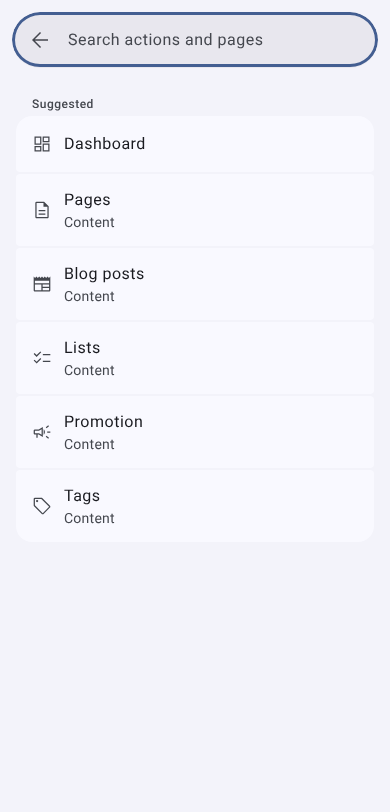 Search actions and pages
Suggested
Dashboard
Pages
Content
Blog posts
Content
Lists
Content
Promotion
Content
Tags
Content